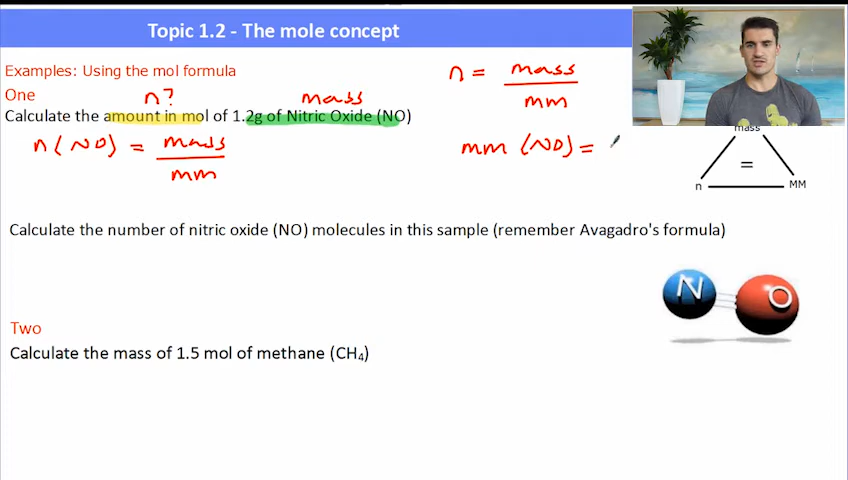 Topic 1.2 - The mole concept
Examples: Using the mol formula
n = mass / mm
One
n? mass
Calculate the amount in mol of 1.2g of Nitric Oxide (NO)
n (NO) = mass / mm
mm (NO) =
mass
=
n MM
Calculate the number of nitric oxide (NO) molecules in this sample (remember Avagadro's formula)
N O
Two
Calculate the mass of 1.5 mol of methane (CH₄)